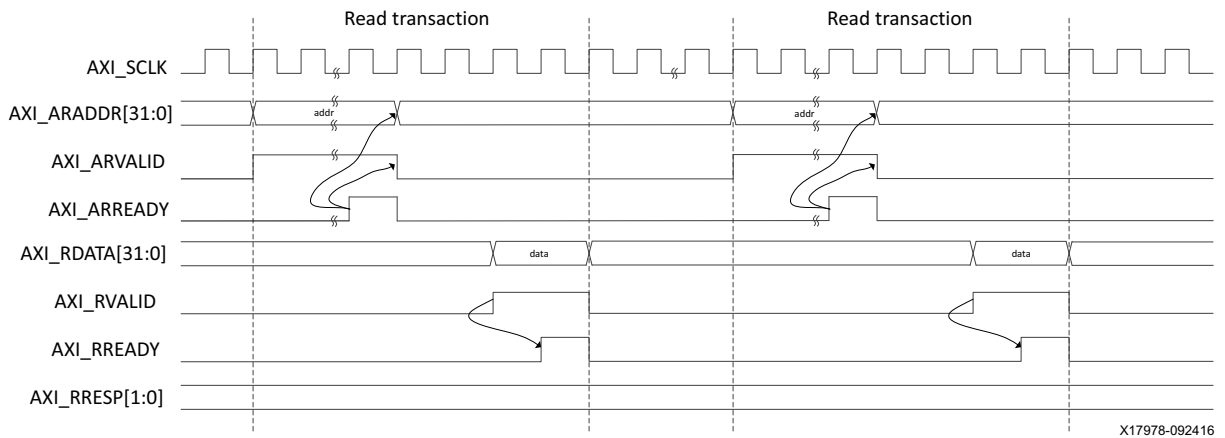 Read transaction
Read transaction
AXI_SCLK
AXI_ARADDR[31:0]
addr
addr
AXI_ARVALID
AXI_ARREADY
AXI_RDATA[31:0]
data
data
AXI_RVALID
AXI_RREADY
AXI_RRESP[1:0]
X17978-092416